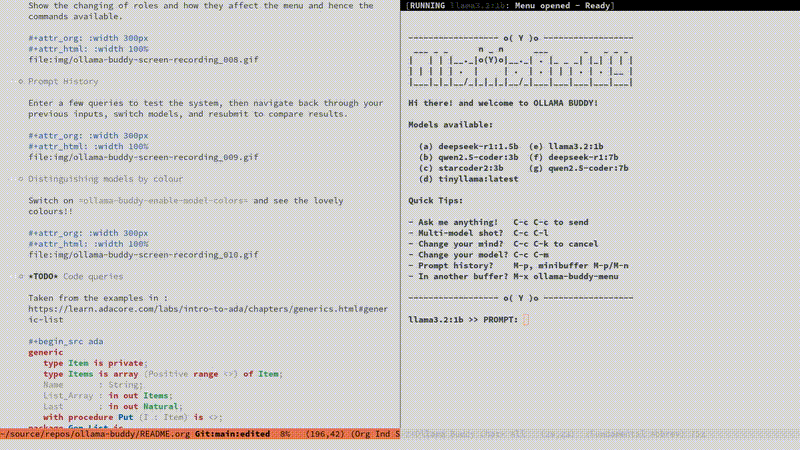 Show the changing of roles and how they affect the menu and hence the
commands available.
#+attr_org: :width 300px
#+attr_html: :width 100%
file:img/ollama-buddy-screen-recording_008.gif
Prompt History
Enter a few queries to test the system, then navigate back through your
previous inputs, switch models, and resubmit to compare results.
#+attr_org: :width 300px
#+attr_html: :width 100%
file:img/ollama-buddy-screen-recording_009.gif
Distinguishing models by colour
Switch on =ollama-buddy-enable-model-colors= and see the lovely
colours!!
#+attr_org: :width 300px
#+attr_html: :width 100%
file:img/ollama-buddy-screen-recording_010.gif
*TODO* Code queries
Taken from the examples in :
https://learn.adacore.com/labs/intro-to-ada/chapters/generics.html#gener
ic-list
#+begin_src ada
generic
type Item is private;
type Items is array (Positive range <>) of Item;
Name : String;
List_Array : in out Items;
Last : in out Natural;
with procedure Put (I : Item) is <>;
package Gen_List is
~/source/repos/ollama-buddy/README.org Git:main:edited 8% (196,42) (Org Ind S
[RUNNING llama3.2:1b: Menu opened - Ready]
o( Y )o
n _ n
o(Y)o
Hi there! and welcome to OLLAMA BUDDY!
Models available:
(a) deepseek-r1:1.5b (e) llama3.2:1b
(b) qwen2.5-coder:3b (f) deepseek-r1:7b
(c) starcoder2:3b (g) qwen2.5-coder:7b
(d) tinyllama:latest
Quick Tips:
- Ask me anything! C-c C-c to send
- Multi-model shot? C-c C-l
- Change your mind? C-c C-k to cancel
- Change your model? C-c C-m
- Prompt history? M-p, minibuffer M-p/M-n
- In another buffer? M-x ollama-buddy-menu
o( Y )o
llama3.2:1b >> PROMPT: